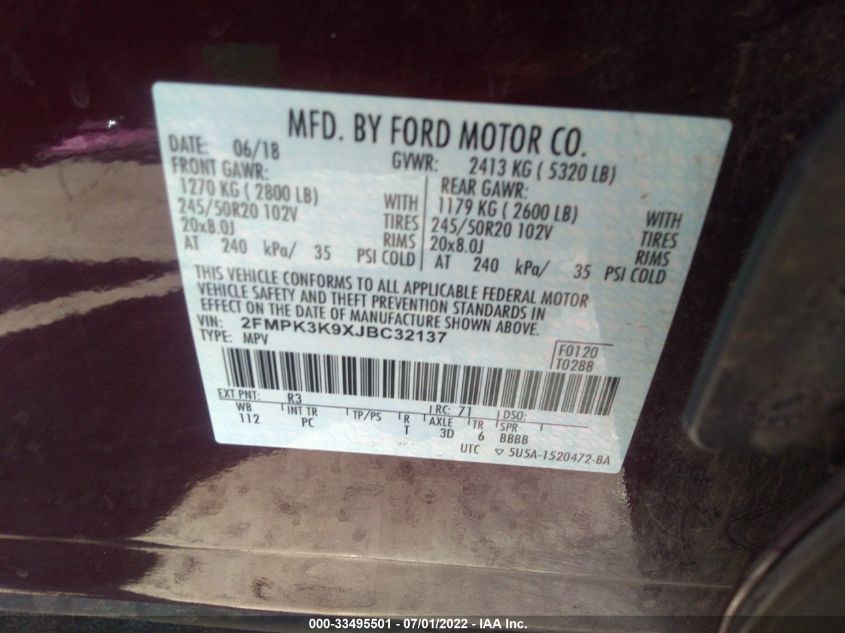 MFD. BY FORD MOTOR CO.
DATE: 06/18 GVWR: 2413 KG ( 5320 LB)
FRONT GAWR: REAR GAWR:
1270 KG ( 2800 LB) WITH 1179 KG ( 2600 LB) WITH
245/50R20 102V TIRES 245/50R20 102V TIRES
20x8.0J RIMS 20x8.0J RIMS
AT 240 kPa/ 35 PSI COLD AT 240 kPa/ 35 PSI COLD
THIS VEHICLE CONFORMS TO ALL APPLICABLE FEDERAL MOTOR
VEHICLE SAFETY AND THEFT PREVENTION STANDARDS IN
EFFECT ON THE DATE OF MANUFACTURE SHOWN ABOVE.
VIN: 2FMPK3K9XJBC32137
TYPE: MPV
F0120
T0288
EXT PNT: R3 RC: 71 DSO:
WB INT TR TP/PS R AXLE TR SPR
112 PC T 3D 6 BBBB
UTC ▽ 5U5A-1520472-BA
000-33495501 - 07/01/2022 - IAA Inc.